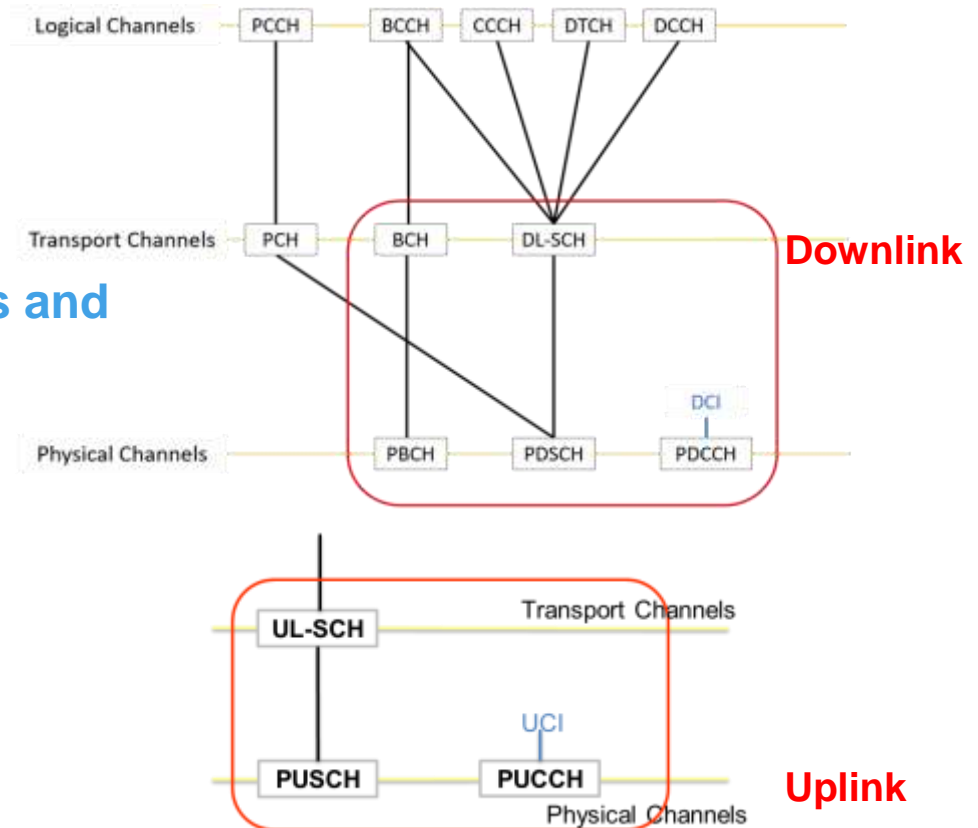 Logical Channels PCCH BCCH CCCH DTCH DCCH
Transport Channels PCH BCH DL-SCH
Downlink
s and
DCI
Physical Channels PBCH PDSCH PDCCH
Transport Channels
UL-SCH
UCI
PUSCH PUCCH
Uplink
Physical Channels